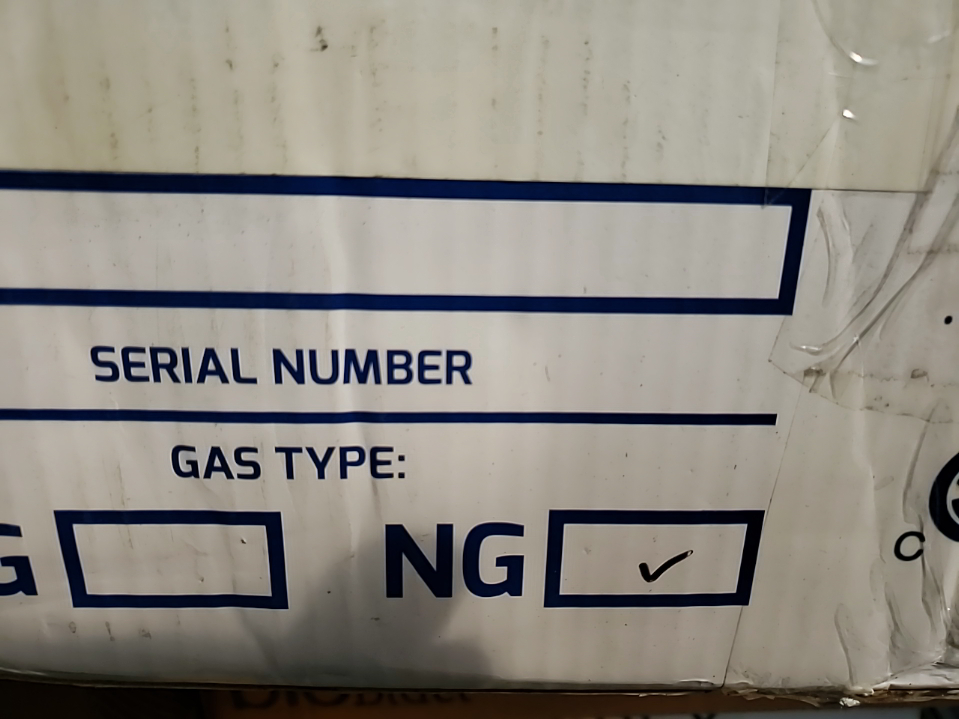 SERIAL NUMBER
GAS TYPE:
G NG ✓
C